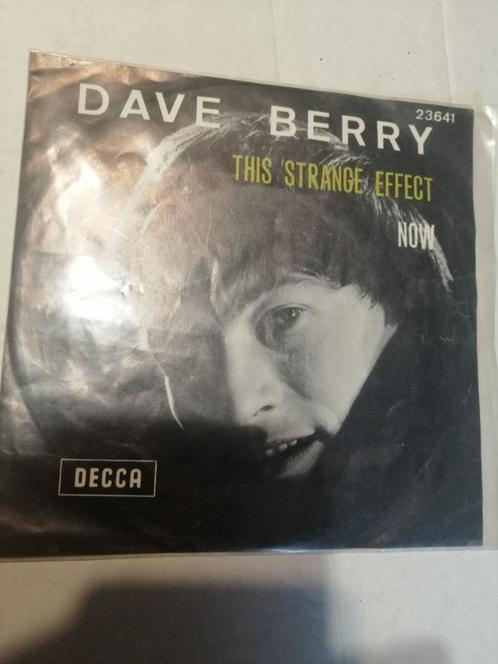 23641
DAVE BERRY
THIS STRANGE EFFECT
NOW
DECCA